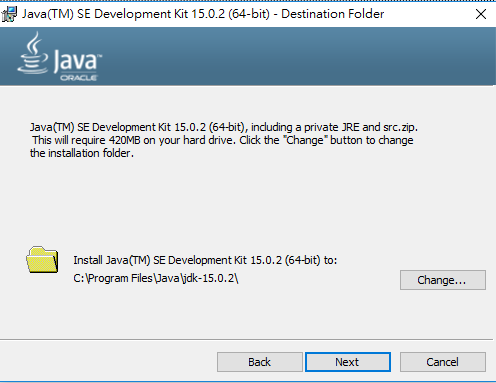 Java(TM) SE Development Kit 15.0.2 (64-bit) - Destination Folder
Java
ORACLE
Java(TM) SE Development Kit 15.0.2 (64-bit), including a private JRE and src.zip.
This will require 420MB on your hard drive. Click the "Change" button to change
the installation folder.
Install Java(TM) SE Development Kit 15.0.2 (64-bit) to:
C:\Program Files\Java\jdk-15.0.2\
Change...
Back
Next
Cancel